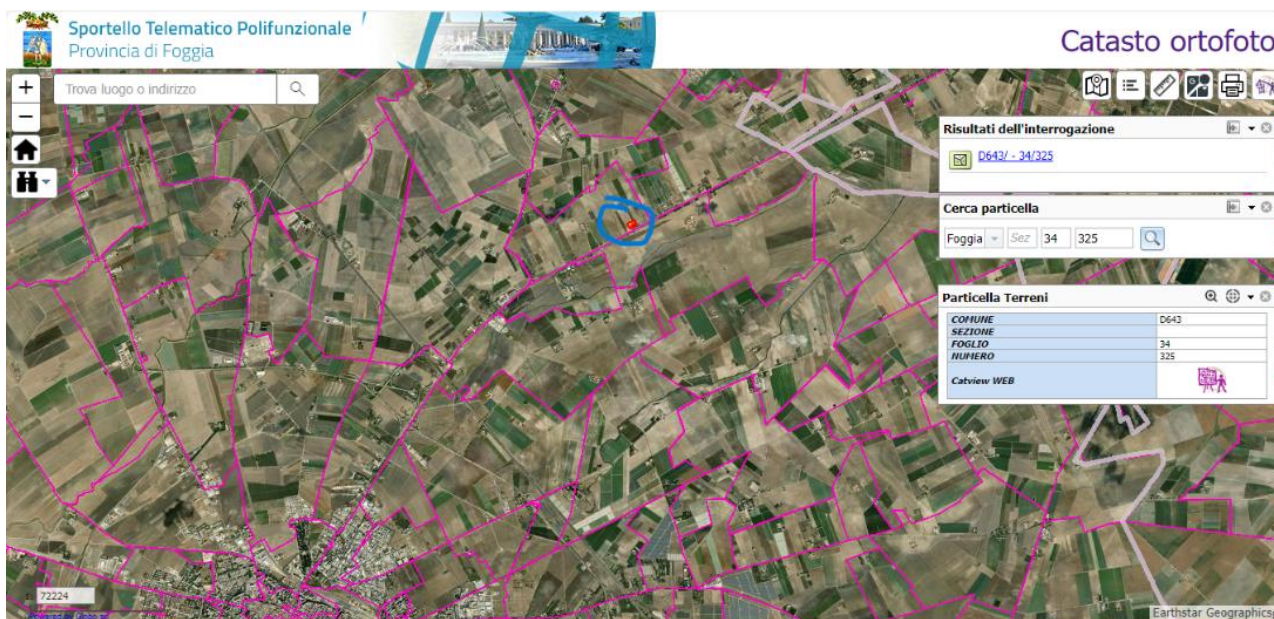 Sportello Telematico Polifunzionale
Provincia di Foggia
Catasto ortofoto
+
Trova luogo o indirizzo
−
Risultati dell'interrogazione
D643/ - 34/325
Cerca particella
Foggia Sez 34 325
Particella Terreni
COMUNE D643
SEZIONE
FOGLIO 34
NUMERO 325
Catview WEB
72224
Earthstar Geographics